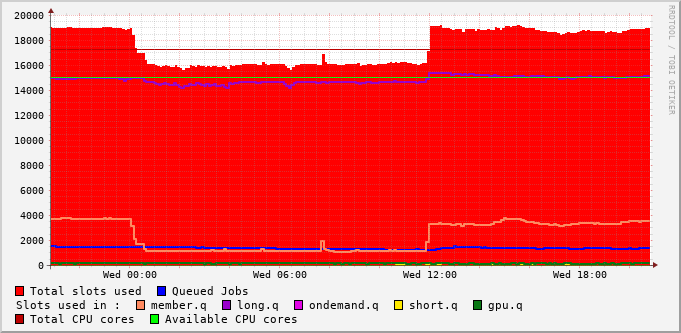 RRDTOOL / TOBI OETIKER
20000
18000
16000
14000
12000
10000
8000
6000
4000
2000
0
Wed 00:00 Wed 06:00 Wed 12:00 Wed 18:00
Total slots used Queued Jobs
Slots used in : member.q long.q ondemand.q short.q gpu.q
Total CPU cores Available CPU cores